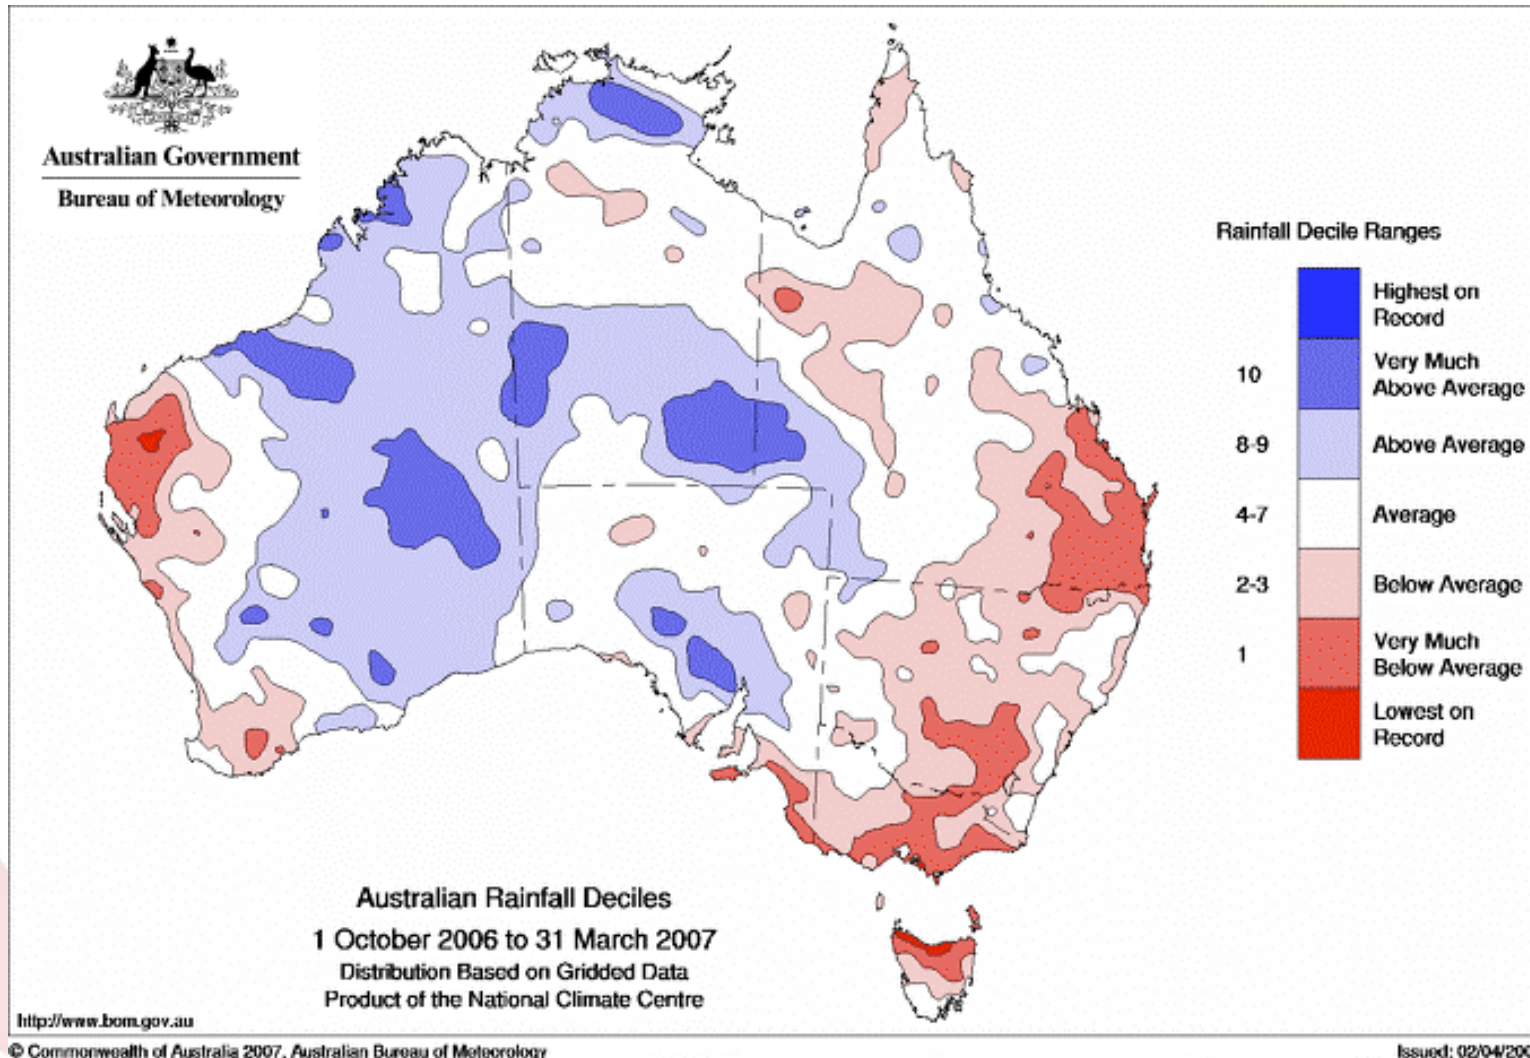 Australian Government
Bureau of Meteorology
Rainfall Decile Ranges
Highest on
Record
10
Very Much
Above Average
8-9
Above Average
4-7
Average
2-3
Below Average
1
Very Much
Below Average
Lowest on
Record
Australian Rainfall Deciles
1 October 2006 to 31 March 2007
Distribution Based on Gridded Data
Product of the National Climate Centre
http://www.bom.gov.au
© Commonwealth of Australia 2007, Australian Bureau of Meteorology
Issued: